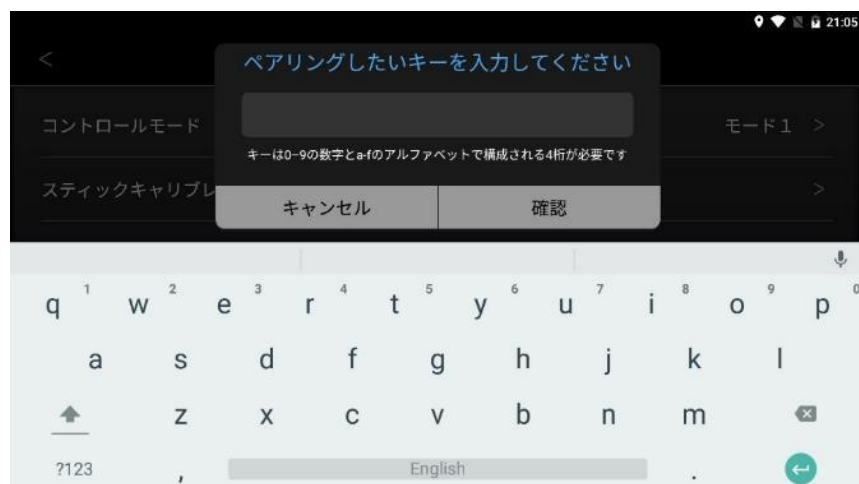 21:05
<
ペアリングしたいキーを入力してください
コントロールモード
モード1 >
キーは0-9の数字とa-fのアルファベットで構成される4桁が必要です
スティックキャリブレ
>
キャンセル
確認
q 1 w 2 e 3 r 4 t 5 y 6 u 7 i 8 o 9 p 0
a s d f g h j k l
z x c v b n m
?123 , English .